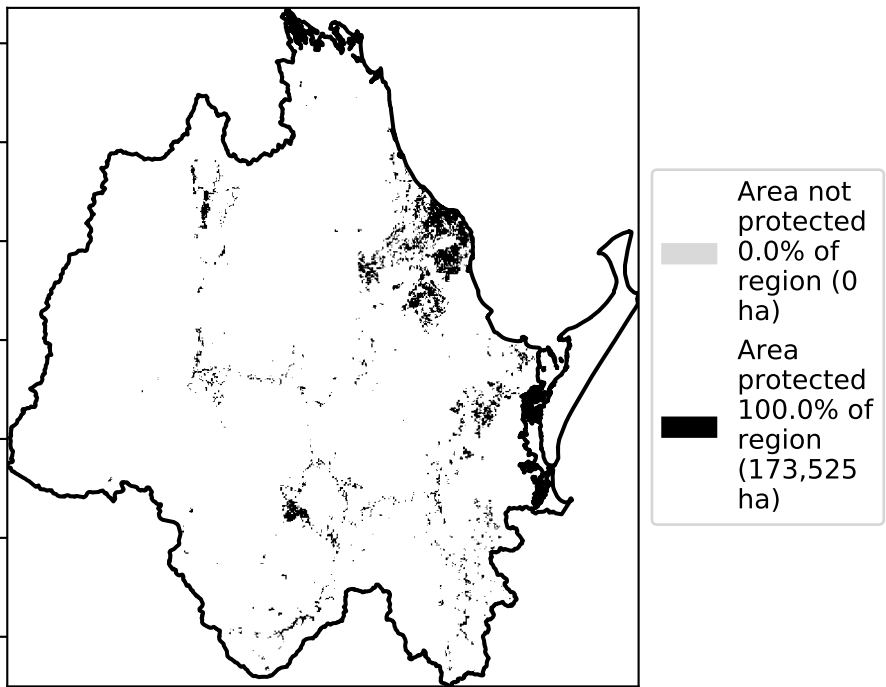 Area not
protected
0.0% of
region (0
ha)
Area
protected
100.0% of
region
(173,525
ha)